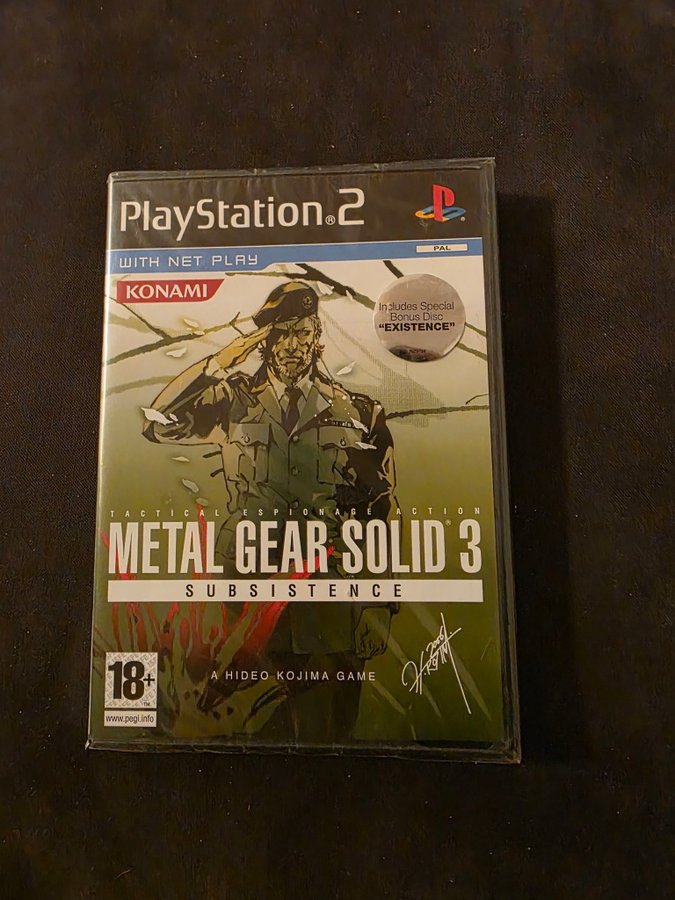 PlayStation®2
PAL
WITH NET PLAY
KONAMI
Includes Special
Bonus Disc
"EXISTENCE"
TACTICAL ESPIONAGE ACTION
METAL GEAR SOLID® 3
SUBSISTENCE
A HIDEO KOJIMA GAME
18+
www.pegi.info